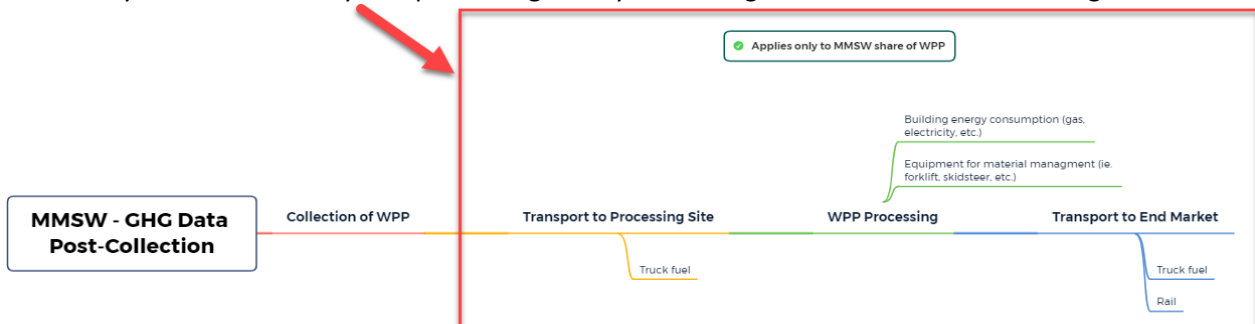 Applies only to MMSW share of WPP
Building energy consumption (gas,
electricity, etc.)
Equipment for material managment (ie.
forklift, skidsteer, etc.)
MMSW - GHG Data
Post-Collection
Collection of WPP
Transport to Processing Site
WPP Processing
Transport to End Market
Truck fuel
Truck fuel
Rail